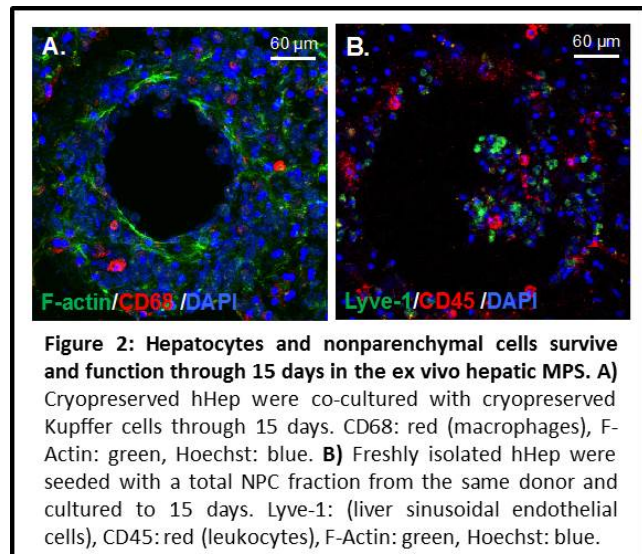 A.
60 µm
F-actin/CD68/DAPI
B.
60 µm
Lyve-1/CD45/DAPI
Figure 2: Hepatocytes and nonparenchymal cells survive
and function through 15 days in the ex vivo hepatic MPS. A)
Cryopreserved hHep were co-cultured with cryopreserved
Kupffer cells through 15 days. CD68: red (macrophages), F-
Actin: green, Hoechst: blue. B) Freshly isolated hHep were
seeded with a total NPC fraction from the same donor and
cultured to 15 days. Lyve-1: (liver sinusoidal endothelial
cells), CD45: red (leukocytes), F-Actin: green, Hoechst: blue.